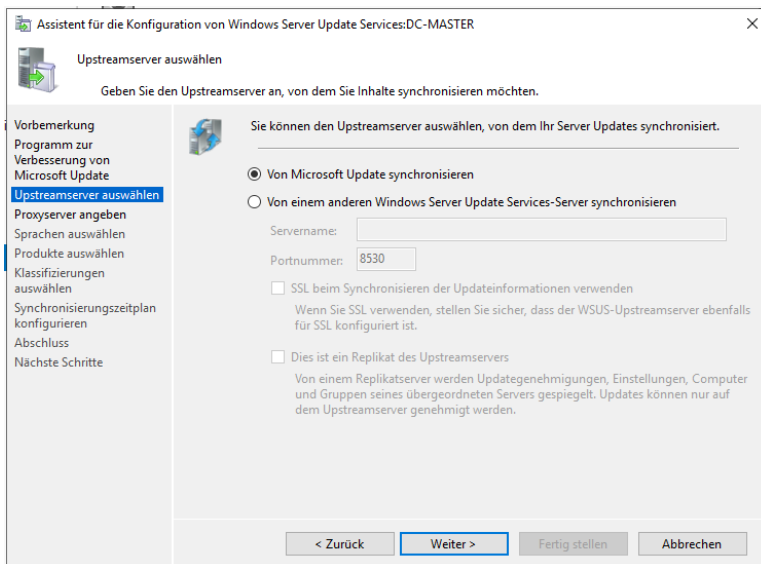 Assistent für die Konfiguration von Windows Server Update Services:DC-MASTER
Upstreamserver auswählen
Geben Sie den Upstreamserver an, von dem Sie Inhalte synchronisieren möchten.
Vorbemerkung
Programm zur
Verbesserung von
Microsoft Update
Upstreamserver auswählen
Proxyserver angeben
Sprachen auswählen
Produkte auswählen
Klassifizierungen
auswählen
Synchronisierungszeitplan
konfigurieren
Abschluss
Nächste Schritte
Sie können den Upstreamserver auswählen, von dem Ihr Server Updates synchronisiert.
Von Microsoft Update synchronisieren
Von einem anderen Windows Server Update Services-Server synchronisieren
Servername:
Portnummer: 8530
SSL beim Synchronisieren der Updateinformationen verwenden
Wenn Sie SSL verwenden, stellen Sie sicher, dass der WSUS-Upstreamserver ebenfalls
für SSL konfiguriert ist.
Dies ist ein Replikat des Upstreamservers
Von einem Replikatserver werden Updategenehmigungen, Einstellungen, Computer
und Gruppen seines übergeordneten Servers gespiegelt. Updates können nur auf
dem Upstreamserver genehmigt werden.
< Zurück
Weiter >
Fertig stellen
Abbrechen